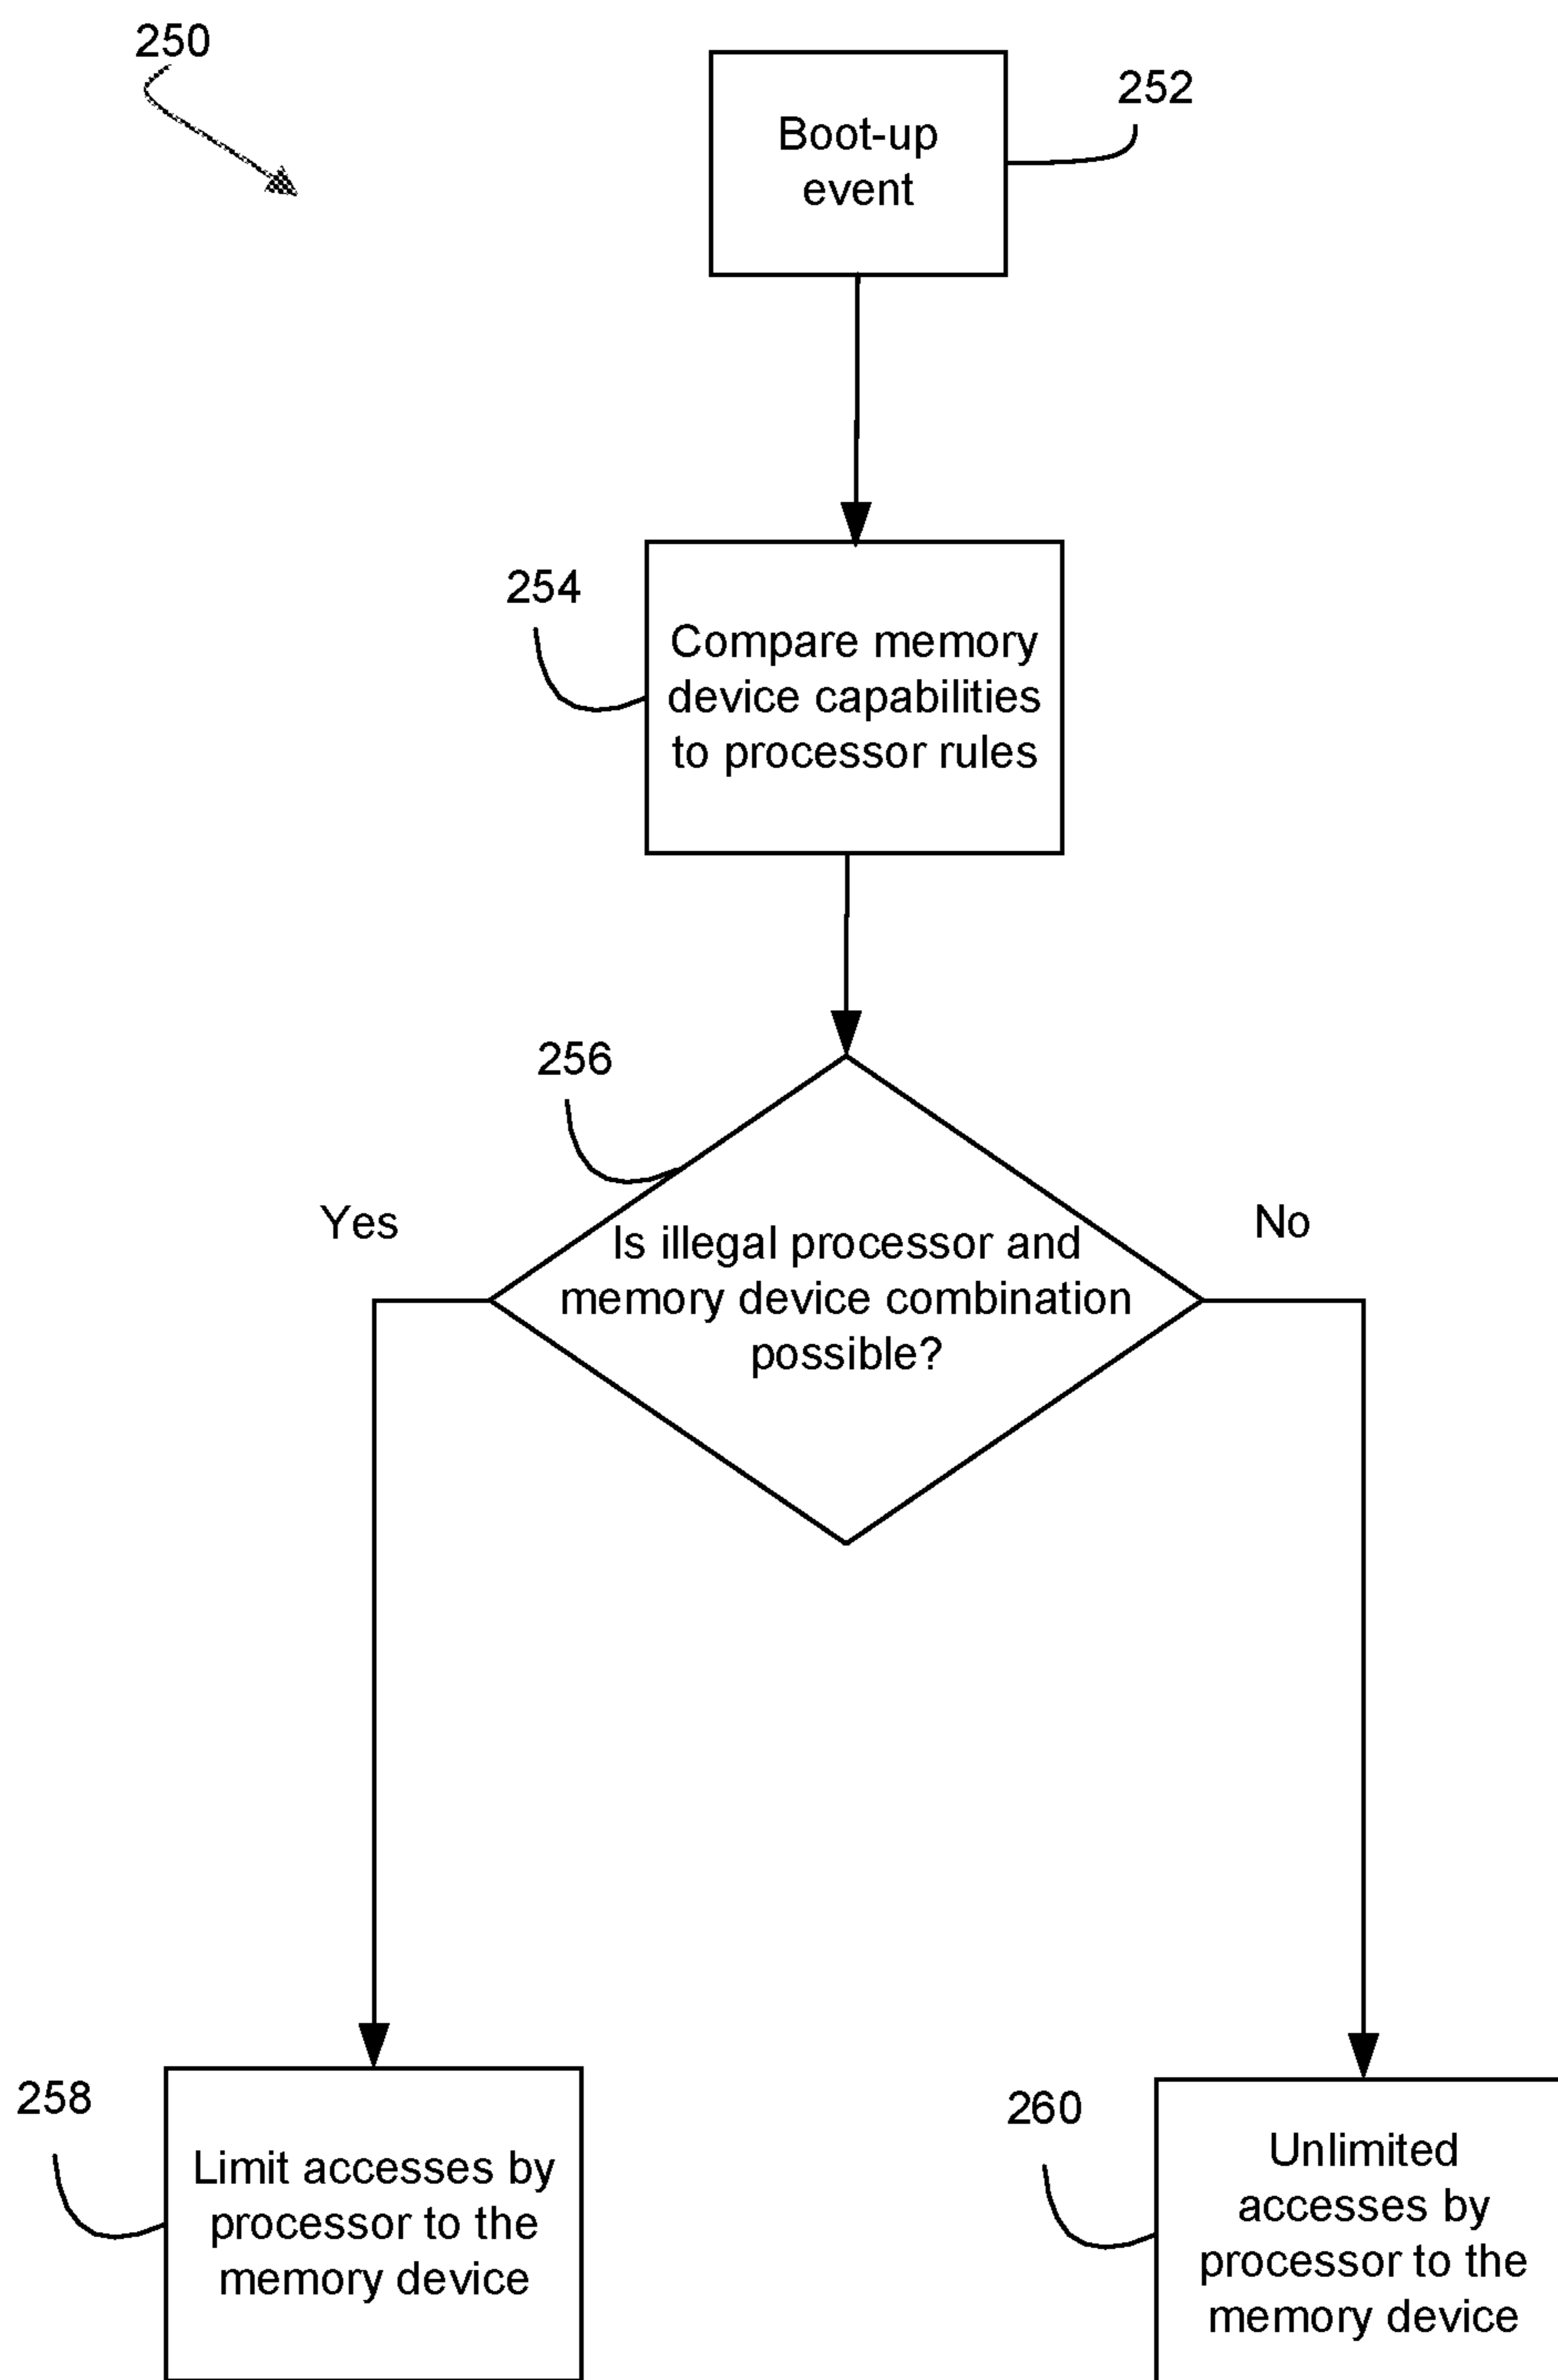 250
252
Boot-up
event
254
Compare memory
device capabilities
to processor rules
256
Yes
No
Is illegal processor and
memory device combination
possible?
258
Limit accesses by
processor to the
memory device
260
Unlimited
accesses by
processor to the
memory device